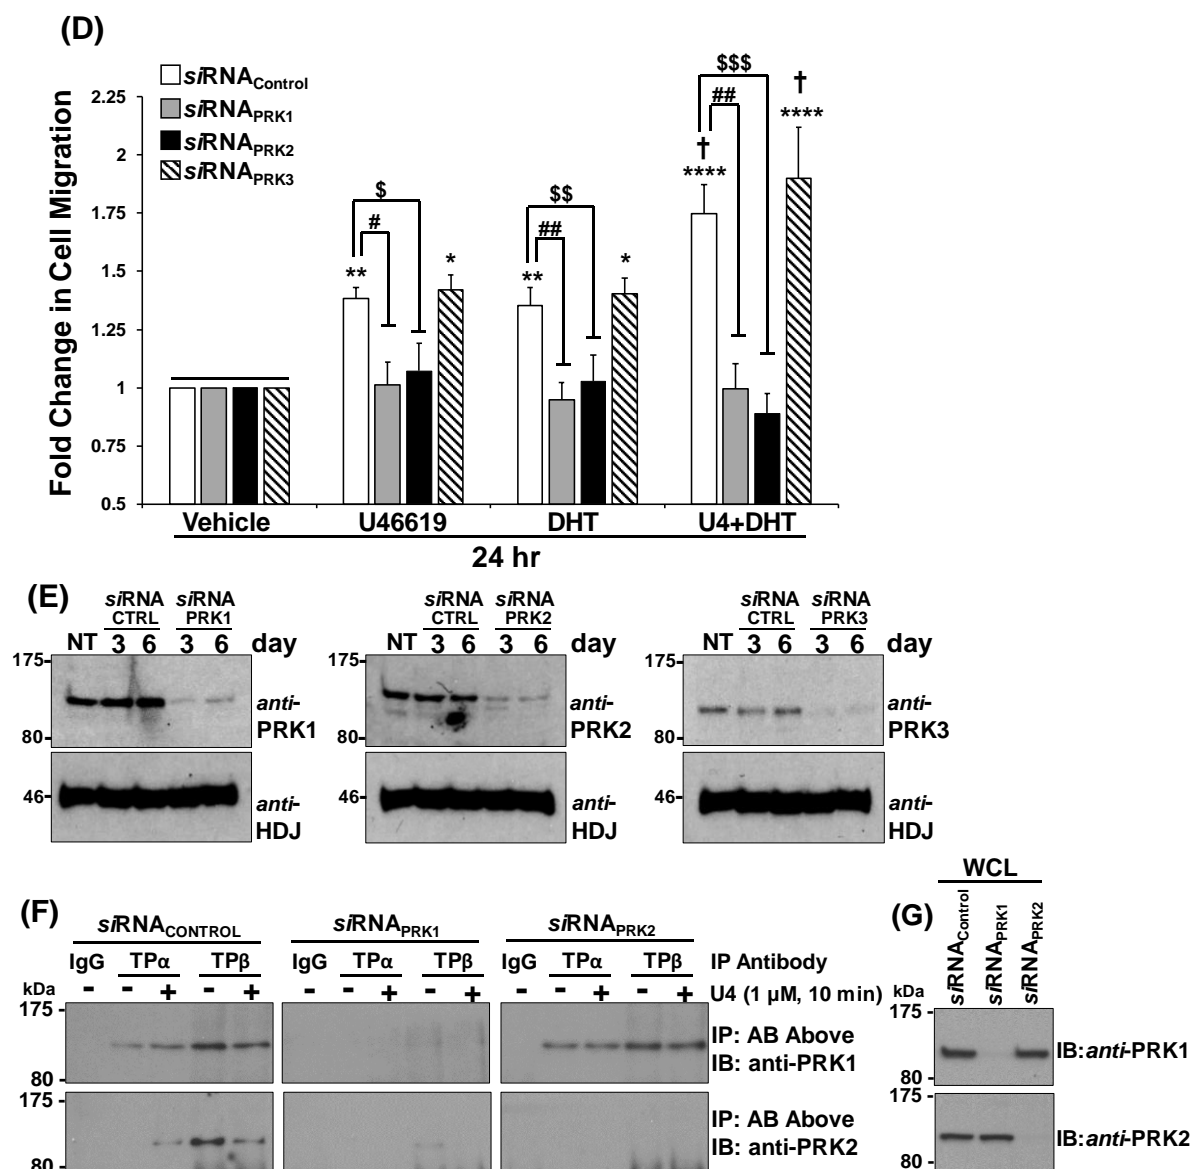 (D)
siRNAControl
siRNAPRK1
siRNAPRK2
siRNAPRK3
Fold Change in Cell Migration
2.25
2
1.75
1.5
1.25
1
0.75
0.5
** $ # *
** $$ ## *
† **** $$$ ## † ****
Vehicle U46619 DHT U4+DHT
24 hr
(E)
siRNA siRNA
CTRL PRK1
NT 3 6 3 6 day
175
80
anti-
PRK1
46
anti-
HDJ
siRNA siRNA
CTRL PRK2
NT 3 6 3 6 day
175
80
anti-
PRK2
46
anti-
HDJ
siRNA siRNA
CTRL PRK3
NT 3 6 3 6 day
175
80
anti-
PRK3
46
anti-
HDJ
(F)
siRNACONTROL siRNAPRK1 siRNAPRK2
IgG TPα TPβ IgG TPα TPβ IgG TPα TPβ IP Antibody
- - + - + - - + - + - - + - + U4 (1 µM, 10 min)
kDa
175
80
IP: AB Above
IB: anti-PRK1
175
80
IP: AB Above
IB: anti-PRK2
(G)
WCL
siRNAControl
siRNAPRK1
siRNAPRK2
kDa
175
80
IB:anti-PRK1
175
80
IB:anti-PRK2